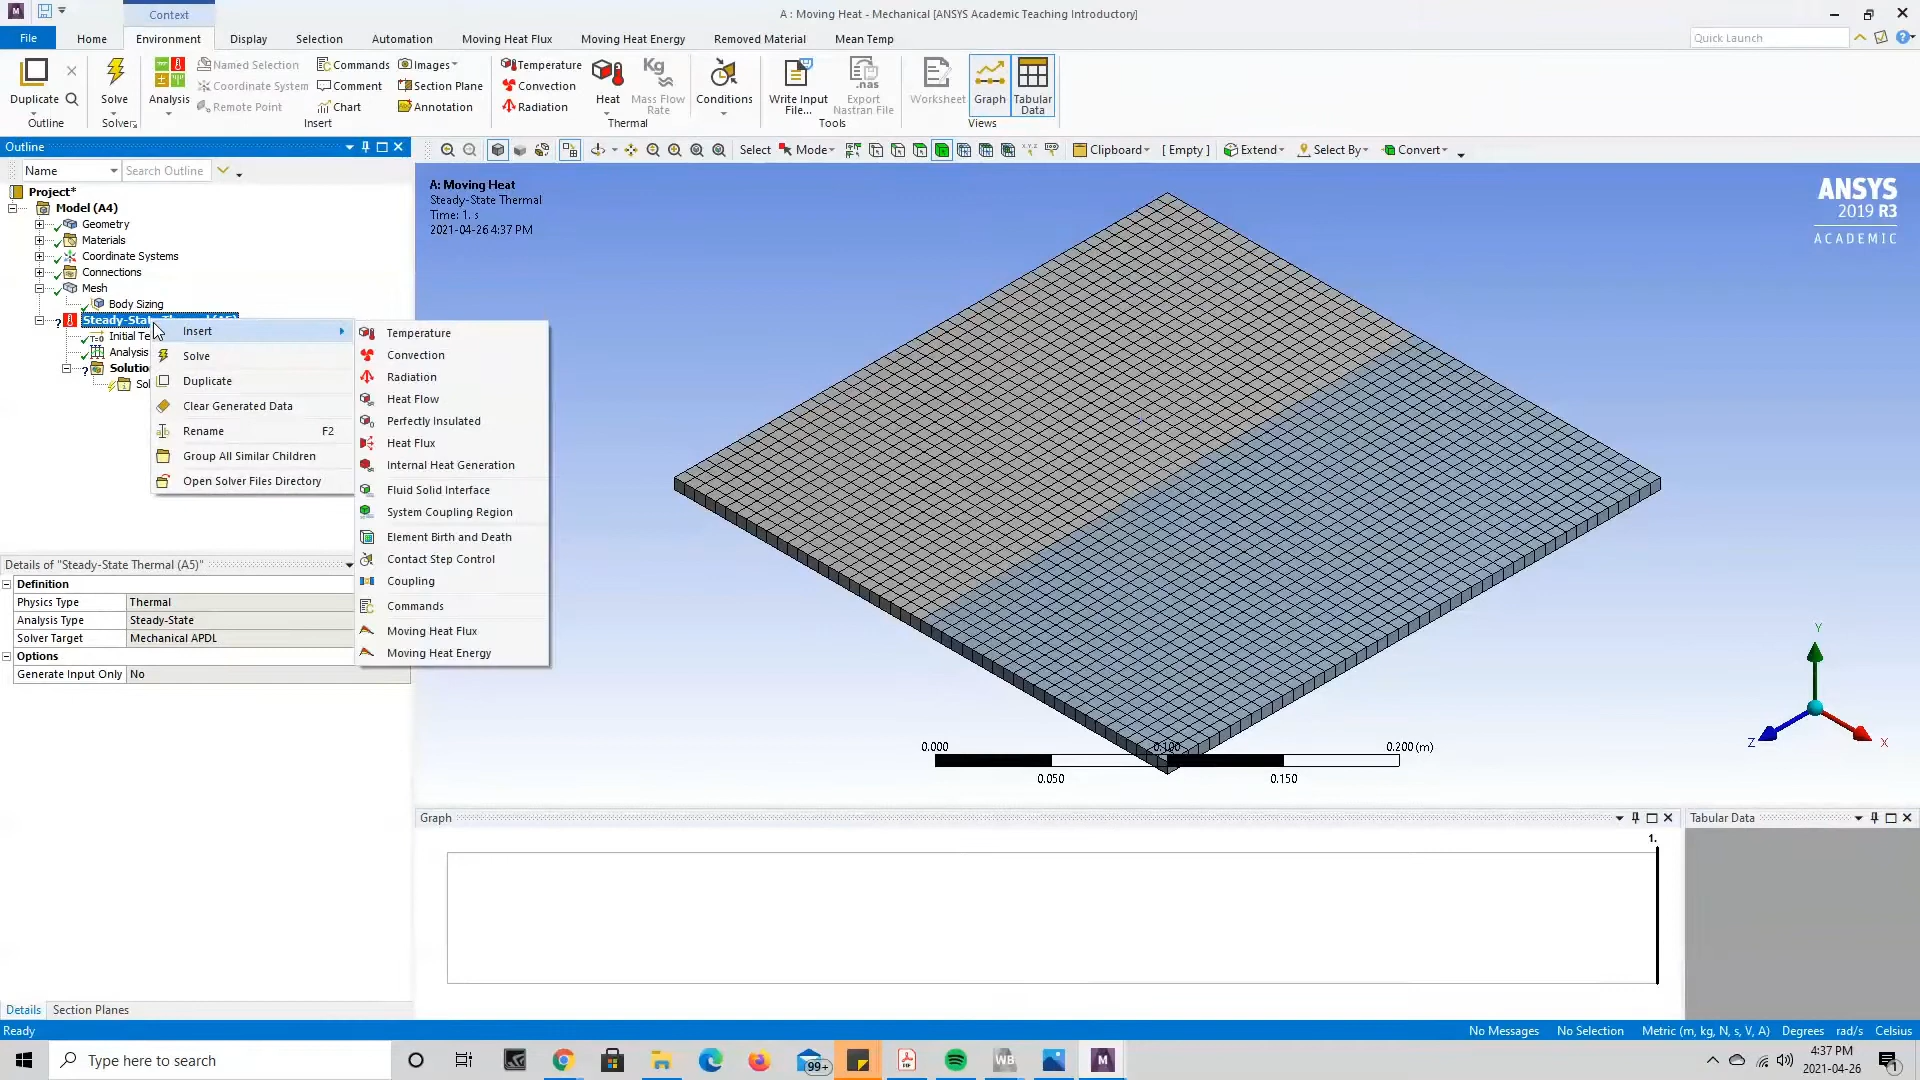 Context
A : Moving Heat - Mechanical [ANSYS Academic Teaching Introductory]
File
Home
Environment
Display
Selection
Automation
Moving Heat Flux
Moving Heat Energy
Removed Material
Mean Temp
Quick Launch
Duplicate
Outline
Solve
Solver
Analysis
Named Selection
Coordinate System
Remote Point
Commands
Comment
Chart
Images
Section Plane
Annotation
Insert
Temperature
Convection
Radiation
Heat
Kg
Mass Flow
Rate
Conditions
Thermal
Write Input
File...
.nas
Export
Nastran File
Tools
Worksheet
Graph
Tabular
Data
Views
Outline
Select
Mode
Clipboard
[ Empty ]
Extend
Select By
Convert
Name
Search Outline
Project*
Model (A4)
Geometry
Materials
Coordinate Systems
Connections
Mesh
Body Sizing
Initial Te
Analysis
Solutio
Sol
Insert
Solve
Duplicate
Clear Generated Data
Rename F2
Group All Similar Children
Open Solver Files Directory
Temperature
Convection
Radiation
Heat Flow
Perfectly Insulated
Heat Flux
Internal Heat Generation
Fluid Solid Interface
System Coupling Region
Element Birth and Death
Contact Step Control
Coupling
Commands
Moving Heat Flux
Moving Heat Energy
Details of "Steady-State Thermal (A5)"
Definition
Physics Type Thermal
Analysis Type Steady-State
Solver Target Mechanical APDL
Options
Generate Input Only No
Details
Section Planes
A: Moving Heat
Steady-State Thermal
Time: 1. s
2021-04-26 4:37 PM
ANSYS
2019 R3
ACADEMIC
Y
Z
X
0.000
0.100
0.200 (m)
0.050
0.150
Graph
1.
Tabular Data
Ready
No Messages
No Selection
Metric (m, kg, N, s, V, A)
Degrees
rad/s
Celsius
Type here to search
99+
WB
M
4:37 PM
2021-04-26
1